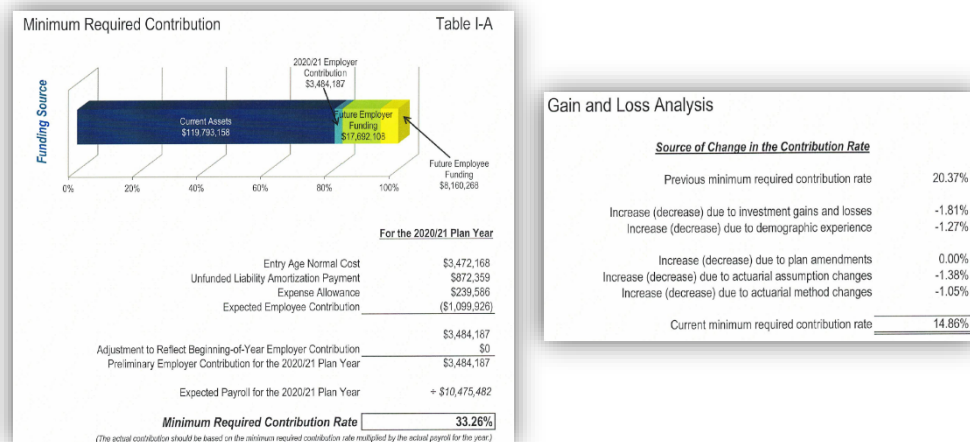 Minimum Required Contribution Table I-A
2020/21 Employer
Contribution
$3,484,187
Funding Source
Current Assets
$119,793,158
Future Employer
Funding
$17,692,108
Future Employee
Funding
$8,160,268
0% 20% 40% 60% 80% 100%
For the 2020/21 Plan Year
Entry Age Normal Cost $3,472,168
Unfunded Liability Amortization Payment $872,359
Expense Allowance $239,586
Expected Employee Contribution ($1,099,926)
$3,484,187
Adjustment to Reflect Beginning-of-Year Employer Contribution $0
Preliminary Employer Contribution for the 2020/21 Plan Year $3,484,187
Expected Payroll for the 2020/21 Plan Year ÷ $10,475,482
Minimum Required Contribution Rate 33.26%
(The actual contribution should be based on the minimum required contribution rate multiplied by the actual payroll for the year.)
Gain and Loss Analysis
Source of Change in the Contribution Rate
Previous minimum required contribution rate 20.37%
Increase (decrease) due to investment gains and losses -1.81%
Increase (decrease) due to demographic experience -1.27%
Increase (decrease) due to plan amendments 0.00%
Increase (decrease) due to actuarial assumption changes -1.38%
Increase (decrease) due to actuarial method changes -1.05%
Current minimum required contribution rate 14.86%